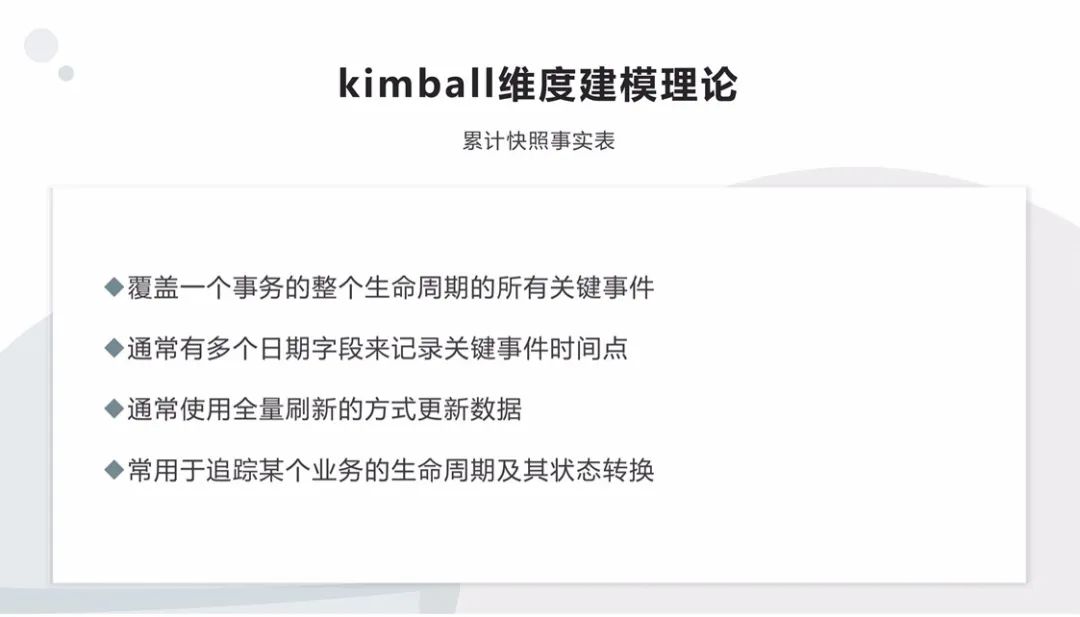 kimball维度建模理论
累计快照事实表
◆覆盖一个事务的整个生命周期的所有关键事件
◆通常有多个日期字段来记录关键事件时间点
◆通常使用全量刷新的方式更新数据
◆常用于追踪某个业务的生命周期及其状态转换